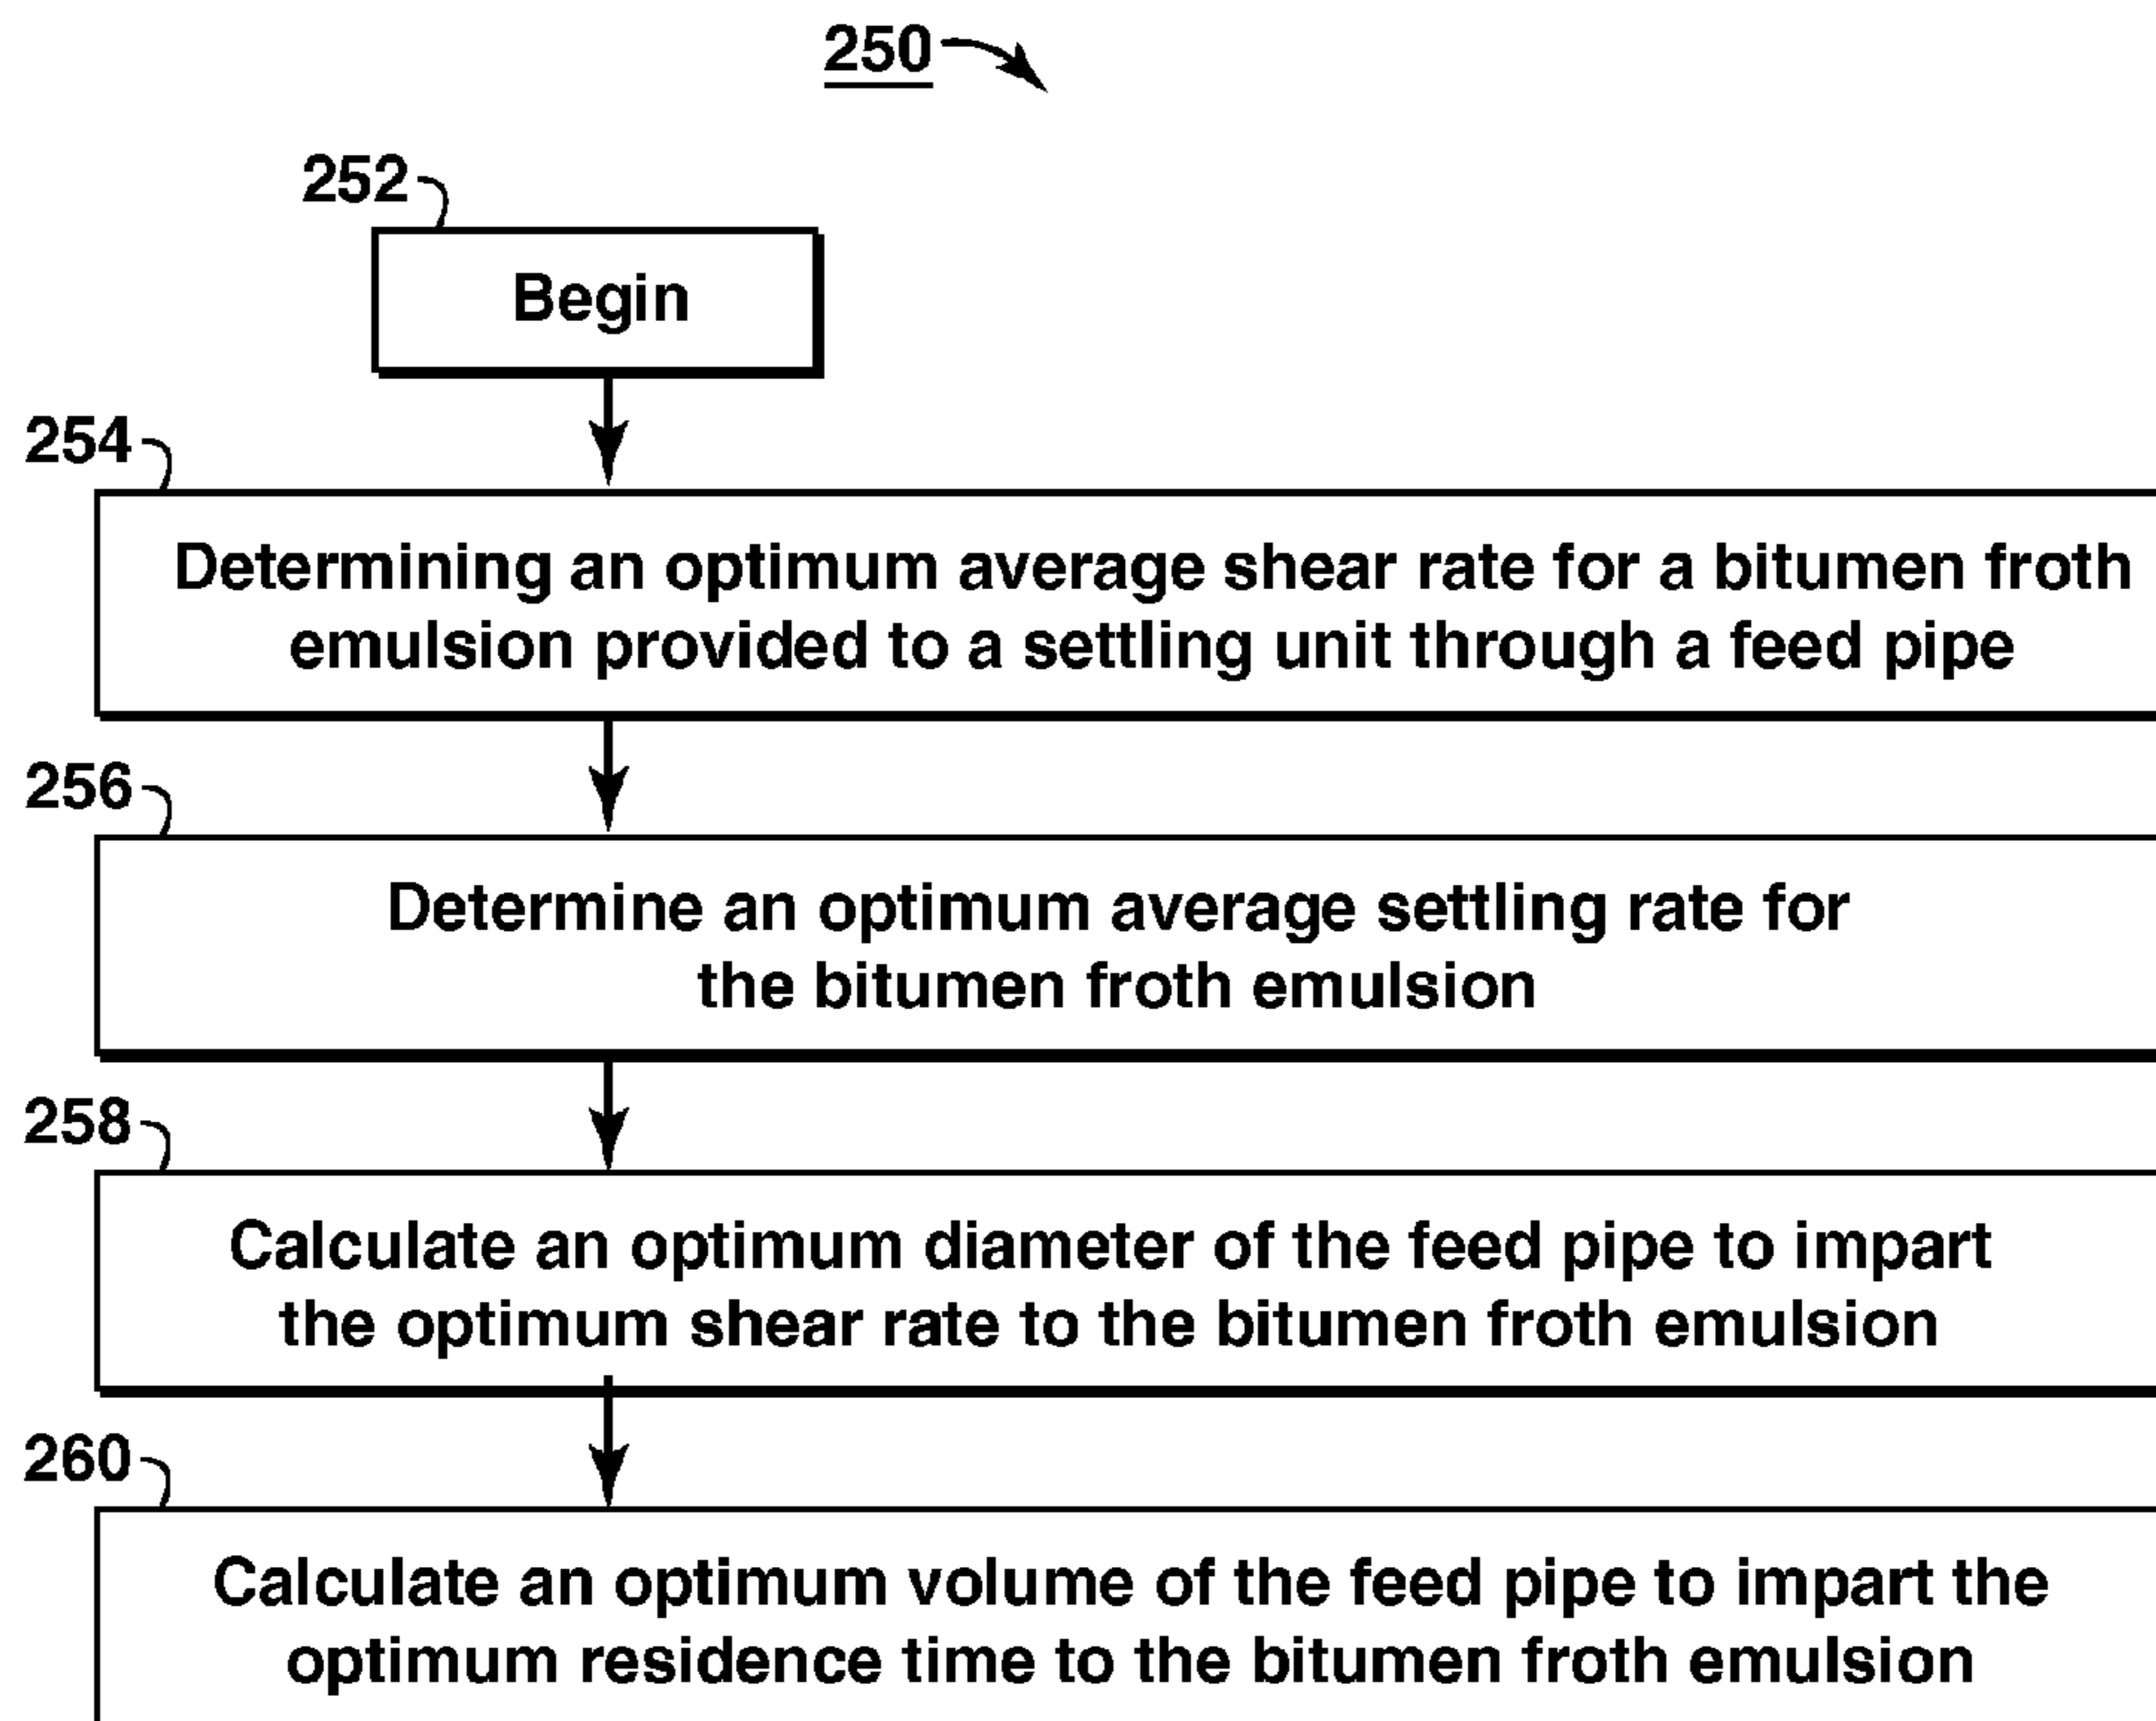 250
252
Begin
254
Determining an optimum average shear rate for a bitumen froth
emulsion provided to a settling unit through a feed pipe
256
Determine an optimum average settling rate for
the bitumen froth emulsion
258
Calculate an optimum diameter of the feed pipe to impart
the optimum shear rate to the bitumen froth emulsion
260
Calculate an optimum volume of the feed pipe to impart the
optimum residence time to the bitumen froth emulsion